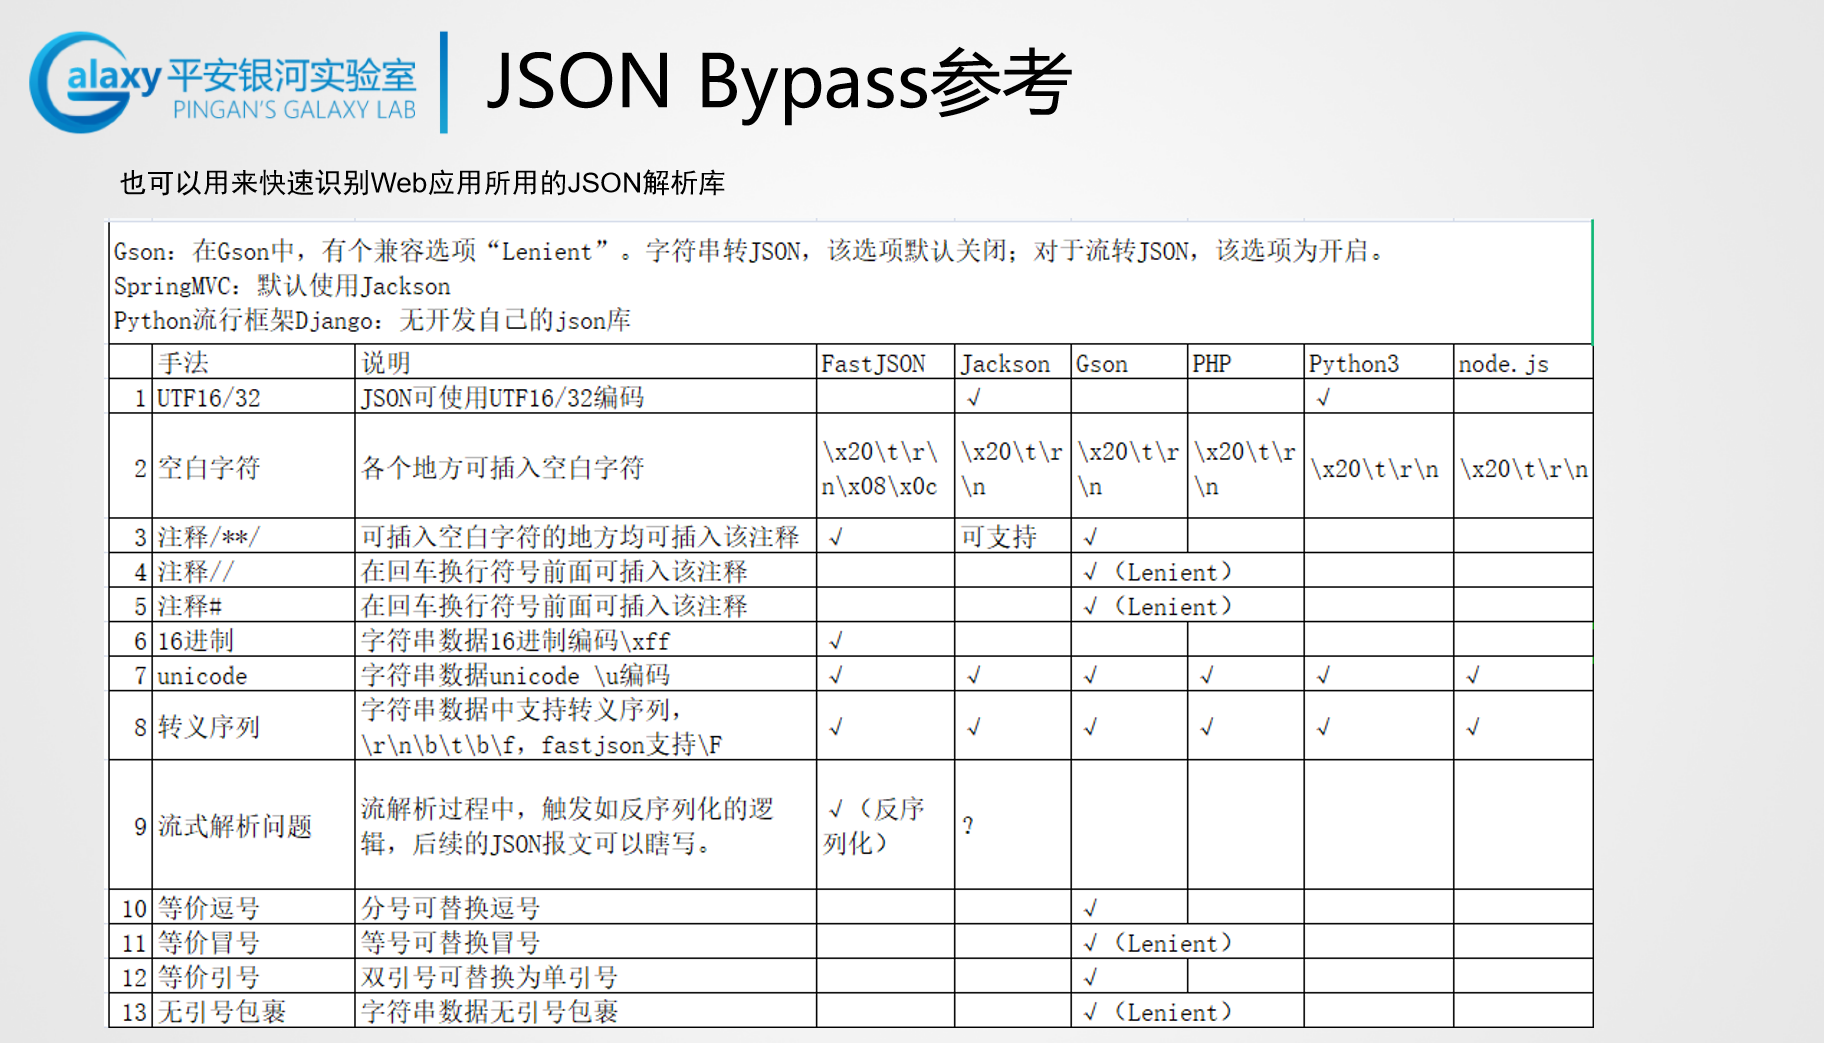 Galaxy 平安银河实验室
PINGAN'S GALAXY LAB
JSON Bypass参考
也可以用来快速识别Web应用所用的JSON解析库
Gson：在Gson中，有个兼容选项“Lenient”。字符串转JSON，该选项默认关闭；对于流转JSON，该选项为开启。
SpringMVC：默认使用Jackson
Python流行框架Django：无开发自己的json库
手法 说明 FastJSON Jackson Gson PHP Python3 node.js
1 UTF16/32 JSON可使用UTF16/32编码 √ √
2 空白字符 各个地方可插入空白字符 \x20\t\r\n\x08\x0c \x20\t\r\n \x20\t\r\n \x20\t\r\n \x20\t\r\n \x20\t\r\n
3 注释/**/ 可插入空白字符的地方均可插入该注释 √ 可支持 √
4 注释// 在回车换行符号前面可插入该注释 √（Lenient）
5 注释# 在回车换行符号前面可插入该注释 √（Lenient）
6 16进制 字符串数据16进制编码\xff √
7 unicode 字符串数据unicode \u编码 √ √ √ √ √ √
8 转义序列 字符串数据中支持转义序列，
\r\n\b\t\b\f，fastjson支持\F √ √ √ √ √ √
9 流式解析问题 流解析过程中，触发如反序列化的逻
辑，后续的JSON报文可以瞎写。 √（反序列化） ?
10 等价逗号 分号可替换逗号 √
11 等价冒号 等号可替换冒号 √（Lenient）
12 等价引号 双引号可替换为单引号 √
13 无引号包裹 字符串数据无引号包裹 √（Lenient）